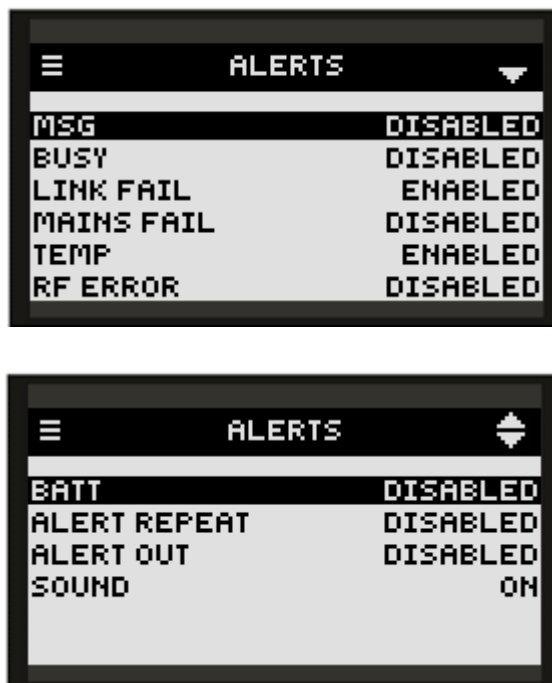 ALERTS
MSG DISABLED
BUSY DISABLED
LINK FAIL ENABLED
MAINS FAIL DISABLED
TEMP ENABLED
RF ERROR DISABLED
ALERTS
BATT DISABLED
ALERT REPEAT DISABLED
ALERT OUT DISABLED
SOUND ON